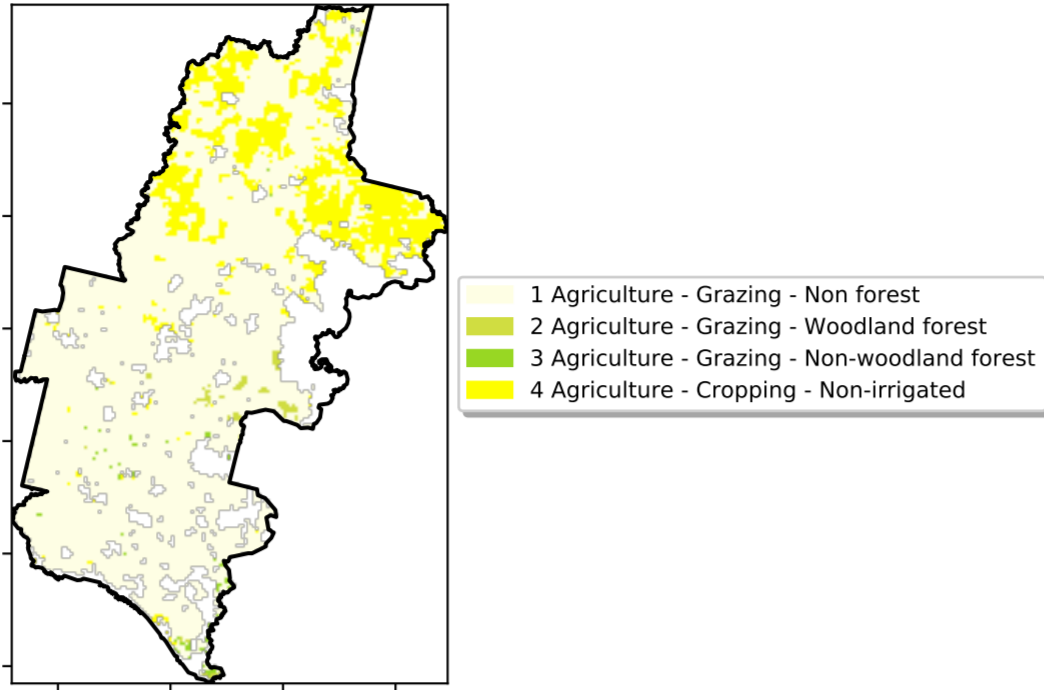 1 Agriculture - Grazing - Non forest
2 Agriculture - Grazing - Woodland forest
3 Agriculture - Grazing - Non-woodland forest
4 Agriculture - Cropping - Non-irrigated